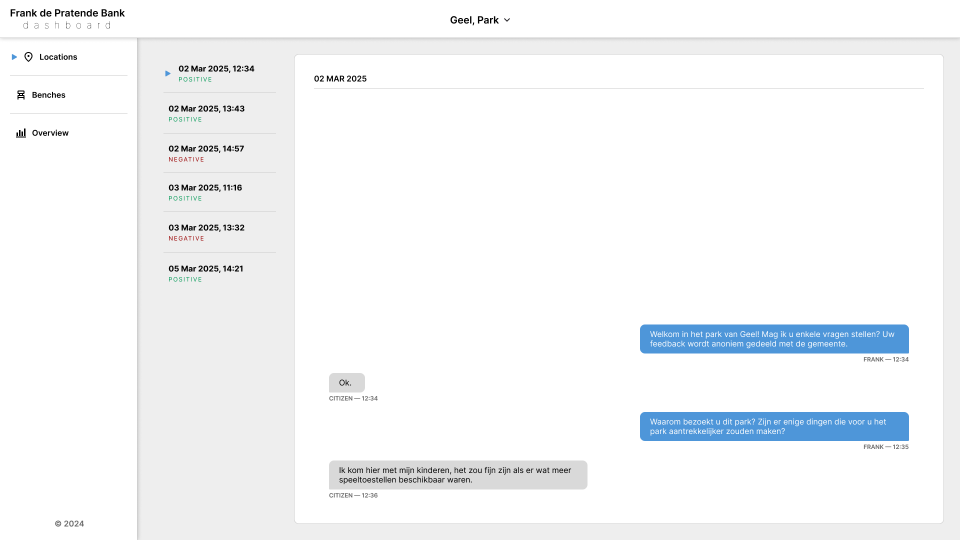 Frank de Pratende Bank
dashboard
Geel, Park
Locations
Benches
Overview
© 2024
02 Mar 2025, 12:34
POSITIVE
02 Mar 2025, 13:43
POSITIVE
02 Mar 2025, 14:57
NEGATIVE
03 Mar 2025, 11:16
POSITIVE
03 Mar 2025, 13:32
NEGATIVE
05 Mar 2025, 14:21
POSITIVE
02 MAR 2025
Welkom in het park van Geel! Mag ik u enkele vragen stellen? Uw
feedback wordt anoniem gedeeld met de gemeente.
FRANK — 12:34
Ok.
CITIZEN — 12:34
Waarom bezoekt u dit park? Zijn er enige dingen die voor u het
park aantrekkelijker zouden maken?
FRANK — 12:35
Ik kom hier met mijn kinderen, het zou fijn zijn als er wat meer
speeltoestellen beschikbaar waren.
CITIZEN — 12:36